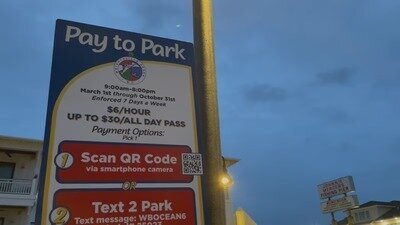 Pay to Park
9:00am-8:00pm
March 1st through October 31st
Enforced 7 Days a Week
$6/HOUR
UP TO $30/ALL DAY PASS
Payment Options:
Pick 1
1 Scan QR Code
via smartphone camera
OR
2 Text 2 Park
Text message: WBOCEAN6